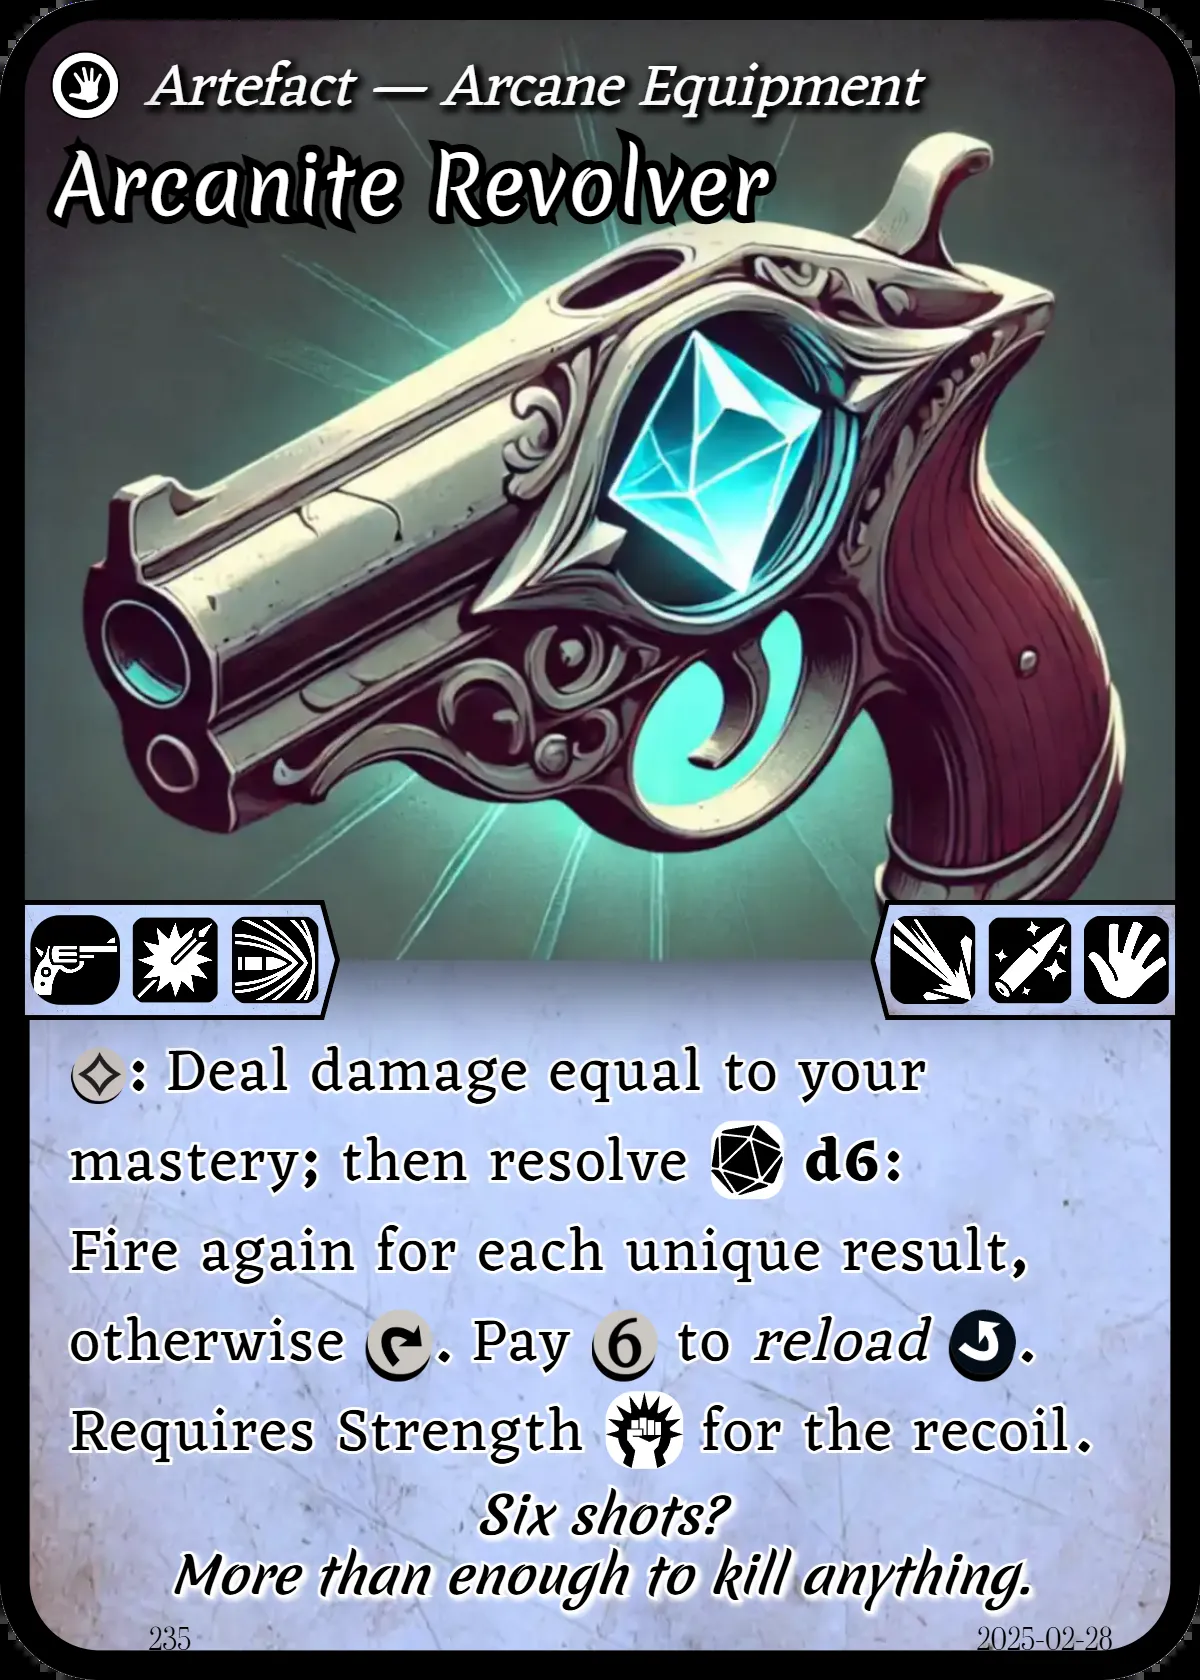 Artefact — Arcane Equipment
Arcanite Revolver
: Deal damage equal to your
mastery; then resolve d6:
Fire again for each unique result,
otherwise . Pay 6 to reload .
Requires Strength for the recoil.
Six shots?
More than enough to kill anything.
235
2025-02-28